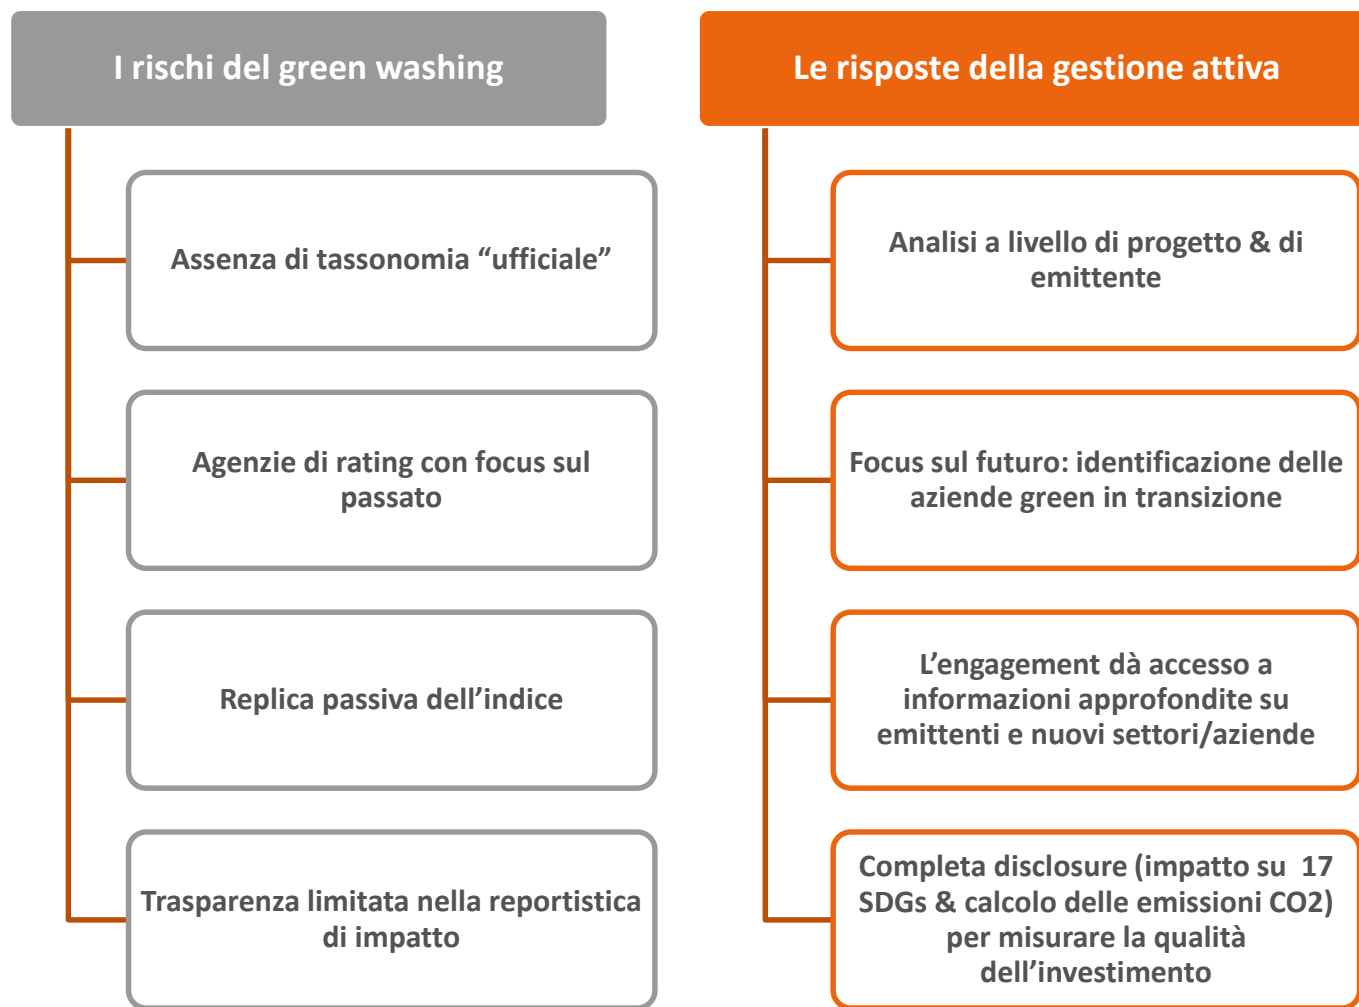 I rischi del green washing
Assenza di tassonomia “ufficiale”
Agenzie di rating con focus sul
passato
Replica passiva dell’indice
Trasparenza limitata nella reportistica
di impatto
Le risposte della gestione attiva
Analisi a livello di progetto & di
emittente
Focus sul futuro: identificazione delle
aziende green in transizione
L’engagement dà accesso a
informazioni approfondite su
emittenti e nuovi settori/aziende
Completa disclosure (impatto su 17
SDGs & calcolo delle emissioni CO2)
per misurare la qualità
dell’investimento